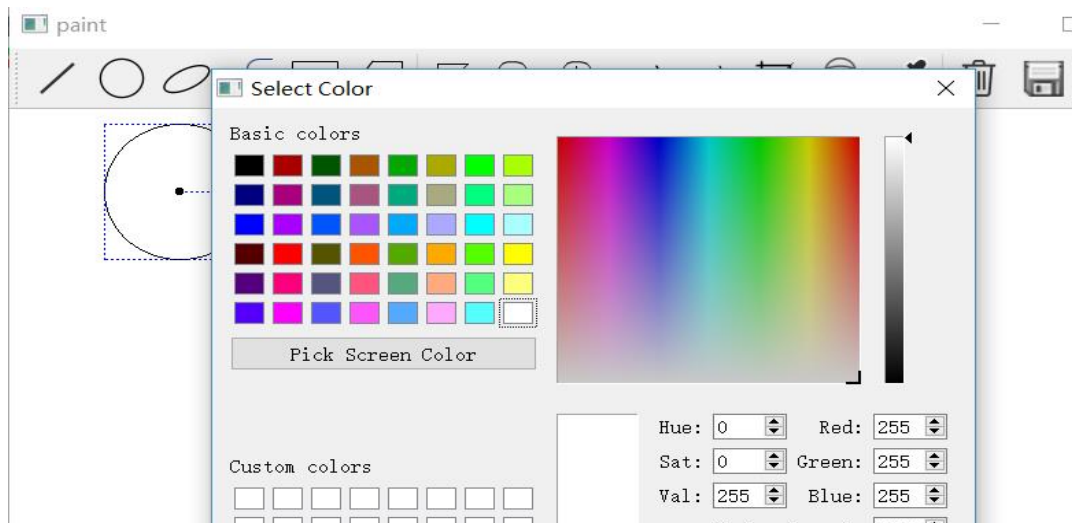 paint
Select Color
Basic colors
Pick Screen Color
Hue: 0 Red: 255
Sat: 0 Green: 255
Custom colors
Val: 255 Blue: 255